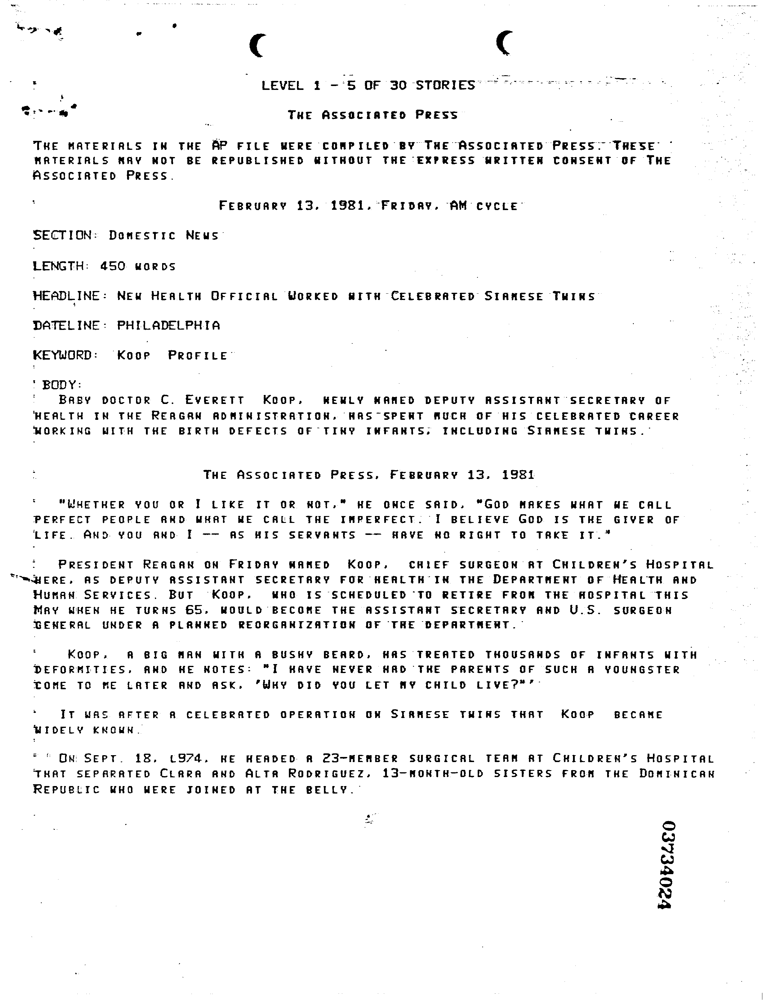 LEVEL 1 - 5 OF 30 STORIES
THE ASSOCIATED PRESS
THE MATERIALS IN THE AP FILE WERE COMPILED BY THE ASSOCIATED PRESS. THESE
MATERIALS MAY NOT BE REPUBLISHED WITHOUT THE EXPRESS WRITTEN CONSENT OF THE
ASSOCIATED PRESS.
FEBRUARY 13, 1981, FRIDAY, AM CYCLE
SECTION: DOMESTIC NEWS
LENGTH: 450 WORDS
HEADLINE: NEW HEALTH OFFICIAL WORKED WITH CELEBRATED SIAMESE TWINS
DATELINE: PHILADELPHIA
KEYWORD: KOOP PROFILE
BODY:
BABY DOCTOR C. EVERETT KOOP, NEWLY NAMED DEPUTY ASSISTANT SECRETARY OF
HEALTH IN THE REAGAN ADMINISTRATION, HAS SPENT MUCH OF HIS CELEBRATED CAREER
WORKING WITH THE BIRTH DEFECTS OF TINY INFANTS, INCLUDING SIAMESE TWINS.
THE ASSOCIATED PRESS, FEBRUARY 13, 1981
"WHETHER YOU OR I LIKE IT OR NOT," HE ONCE SAID, "GOD MAKES WHAT WE CALL
PERFECT PEOPLE AND WHAT WE CALL THE IMPERFECT. I BELIEVE GOD IS THE GIVER OF
LIFE. AND YOU AND I -- AS HIS SERVANTS -- HAVE NO RIGHT TO TAKE IT."
PRESIDENT REAGAN ON FRIDAY NAMED KOOP, CHIEF SURGEON AT CHILDREN'S HOSPITAL
HERE, AS DEPUTY ASSISTANT SECRETARY FOR HEALTH IN THE DEPARTMENT OF HEALTH AND
HUMAN SERVICES. BUT KOOP, WHO IS SCHEDULED TO RETIRE FROM THE HOSPITAL THIS
MAY WHEN HE TURNS 65, WOULD BECOME THE ASSISTANT SECRETARY AND U.S. SURGEON
GENERAL UNDER A PLANNED REORGANIZATION OF THE DEPARTMENT.
KOOP, A BIG MAN WITH A BUSHY BEARD, HAS TREATED THOUSANDS OF INFANTS WITH
DEFORMITIES, AND HE NOTES: "I HAVE NEVER HAD THE PARENTS OF SUCH A YOUNGSTER
COME TO ME LATER AND ASK, 'WHY DID YOU LET MY CHILD LIVE?"'
IT WAS AFTER A CELEBRATED OPERATION ON SIAMESE TWINS THAT KOOP BECAME
WIDELY KNOWN.
ON SEPT. 18, L974, HE HEADED A 23-MEMBER SURGICAL TEAM AT CHILDREN'S HOSPITAL
THAT SEPARATED CLARA AND ALTA RODRIGUEZ, 13-MONTH-OLD SISTERS FROM THE DOMINICAN
REPUBLIC WHO WERE JOINED AT THE BELLY.
03734024